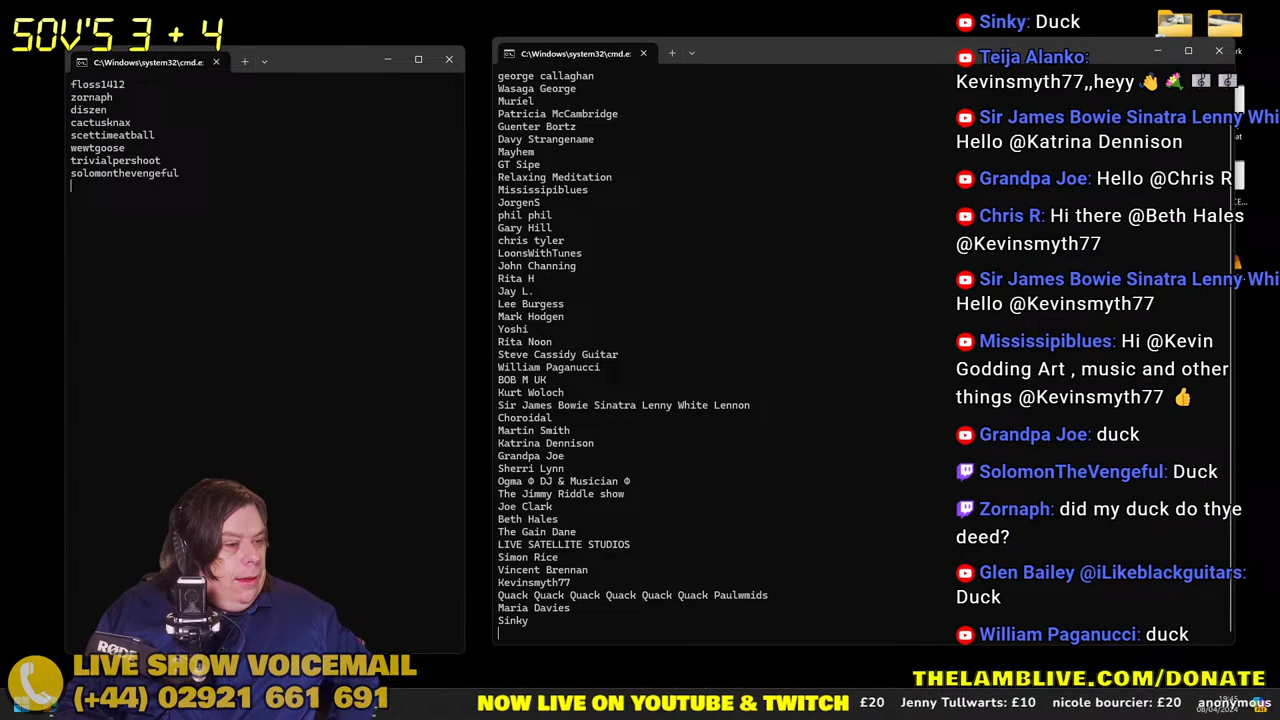 SOV'S 3 + 4
C:\Windows\system32\cmd.e:
floss1412
zornaph
diszen
cactusknax
scettimeatball
wewtgoose
trivialpershoot
solomonthevengeful
C:\Windows\system32\cmd.e:
george callaghan
Wasaga George
Muriel
Patricia McCambridge
Guenter Bortz
Davy Strangename
Mayhem
GT Sipe
Relaxing Meditation
Mississipiblues
JorgenS
phil phil
Gary Hill
chris tyler
LoonsWithTunes
John Channing
Rita H
Jay L.
Lee Burgess
Mark Hodgen
Yoshi
Rita Noon
Steve Cassidy Guitar
William Paganucci
BOB M UK
Kurt Woloch
Sir James Bowie Sinatra Lenny White Lennon
Choroidal
Martin Smith
Katrina Dennison
Grandpa Joe
Sherri Lynn
Ogma Φ DJ & Musician Φ
The Jimmy Riddle show
Joe Clark
Beth Hales
The Gain Dane
LIVE SATELLITE STUDIOS
Simon Rice
Vincent Brennan
Kevinsmyth77
Quack Quack Quack Quack Quack Quack Paulwmids
Maria Davies
Sinky
Sinky: Duck
Teija Alanko:
Kevinsmyth77,,heyy 👋 💐 🎼 🎼
Sir James Bowie Sinatra Lenny Whi
Hello @Katrina Dennison
Grandpa Joe: Hello @Chris R
Chris R: Hi there @Beth Hales
@Kevinsmyth77
Sir James Bowie Sinatra Lenny Whi
Hello @Kevinsmyth77
Mississipiblues: Hi @Kevin
Godding Art , music and other
things @Kevinsmyth77 👍
Grandpa Joe: duck
SolomonTheVengeful: Duck
Zornaph: did my duck do thye
deed?
Glen Bailey @iLikeblackguitars:
Duck
William Paganucci: duck
RØDE
LIVE SHOW VOICEMAIL
(+44) 02921 661 691
THELAMBLIVE.COM/DONATE
NOW LIVE ON YOUTUBE & TWITCH £20 Jenny Tullwarts: £10 nicole bourcier: £20 anonymous
19:45
08/04/2024